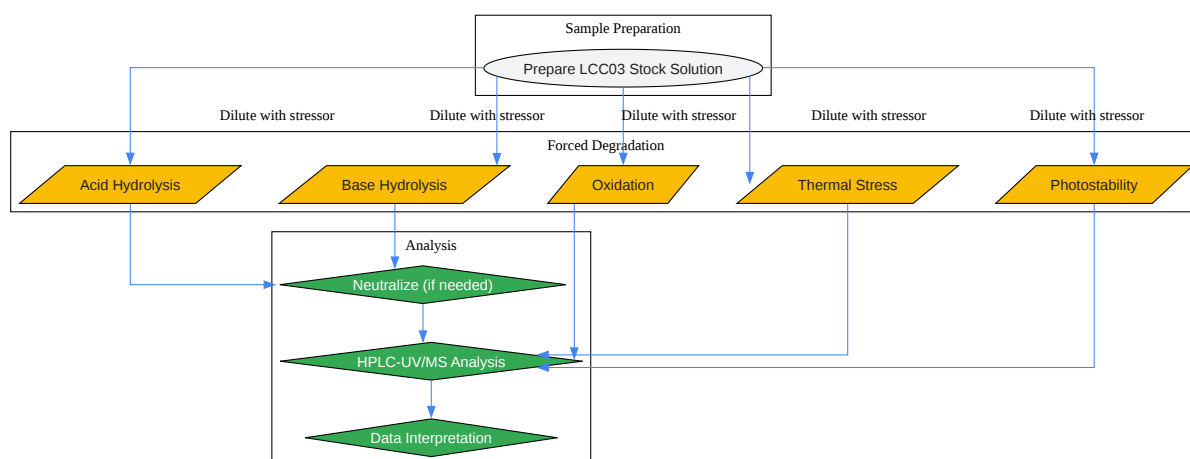 Sample Preparation
Prepare LCC03 Stock Solution
Dilute with stressor
Dilute with stressor
Dilute with stressor
Dilute with stressor
Dilute with stressor
Forced Degradation
Acid Hydrolysis
Base Hydrolysis
Oxidation
Thermal Stress
Photostability
Analysis
Neutralize (if needed)
HPLC-UV/MS Analysis
Data Interpretation